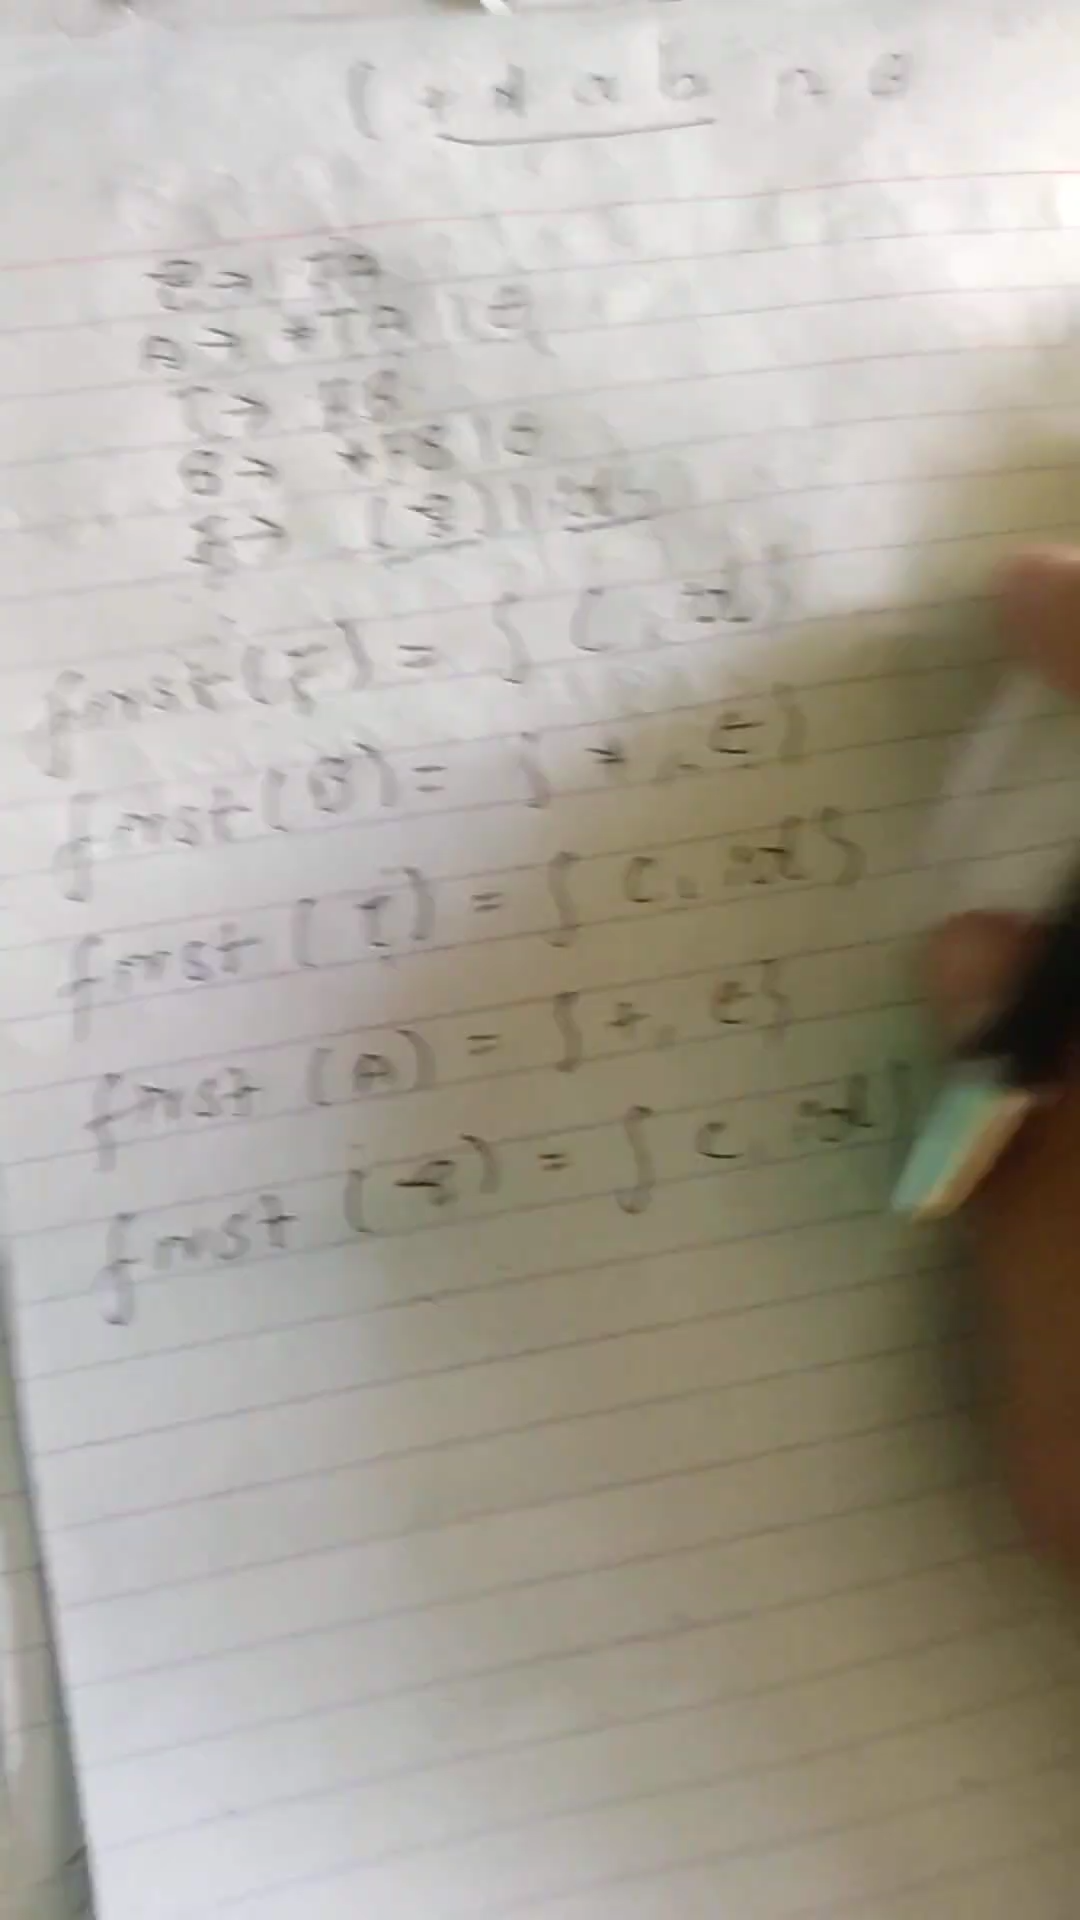 ( + * a b
E → TA
A → +TA | ε
T → FB
B → *FB | ε
F → (E) | id
first(F) = { (, id }
first(B) = { *, ε }
first(T) = { (, id }
first(A) = { +, ε }
first(E) = { (, id }